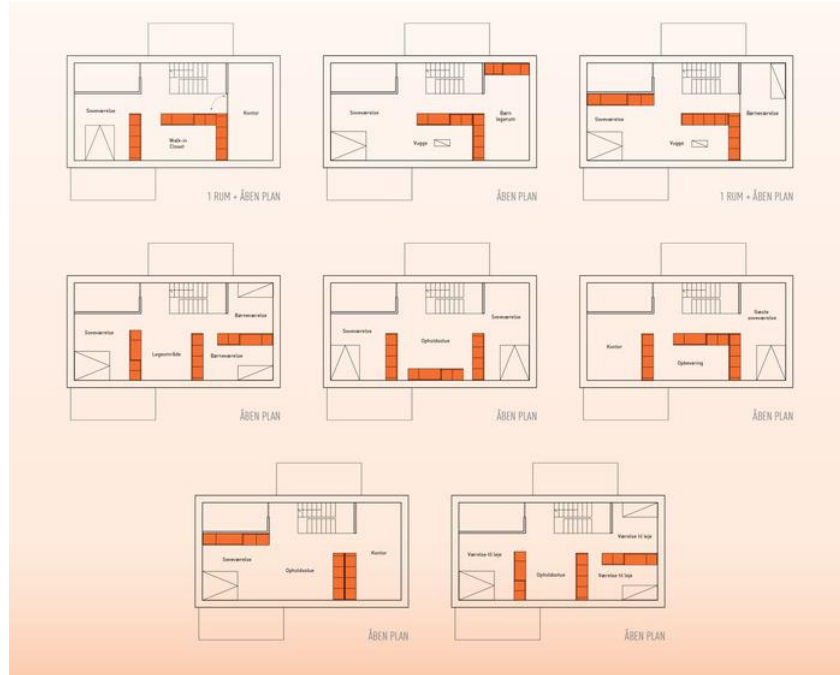 Soveværelse
Walk-in
Closet
Kontor
1 RUM + ÅBEN PLAN
Soveværelse
Vugge
Børn
legerum
ÅBEN PLAN
Soveværelse
Vugge
Børneværelse
1 RUM + ÅBEN PLAN
Soveværelse
Legeområde
Børneværelse
Børneværelse
ÅBEN PLAN
Soveværelse
Opholdsstue
Soveværelse
ÅBEN PLAN
Kontor
Opbevaring
Gæste
soveværelse
ÅBEN PLAN
Soveværelse
Opholdsstue
Kontor
ÅBEN PLAN
Værelse til leje
Opholdsstue
Værelse til leje
Værelse til leje
ÅBEN PLAN